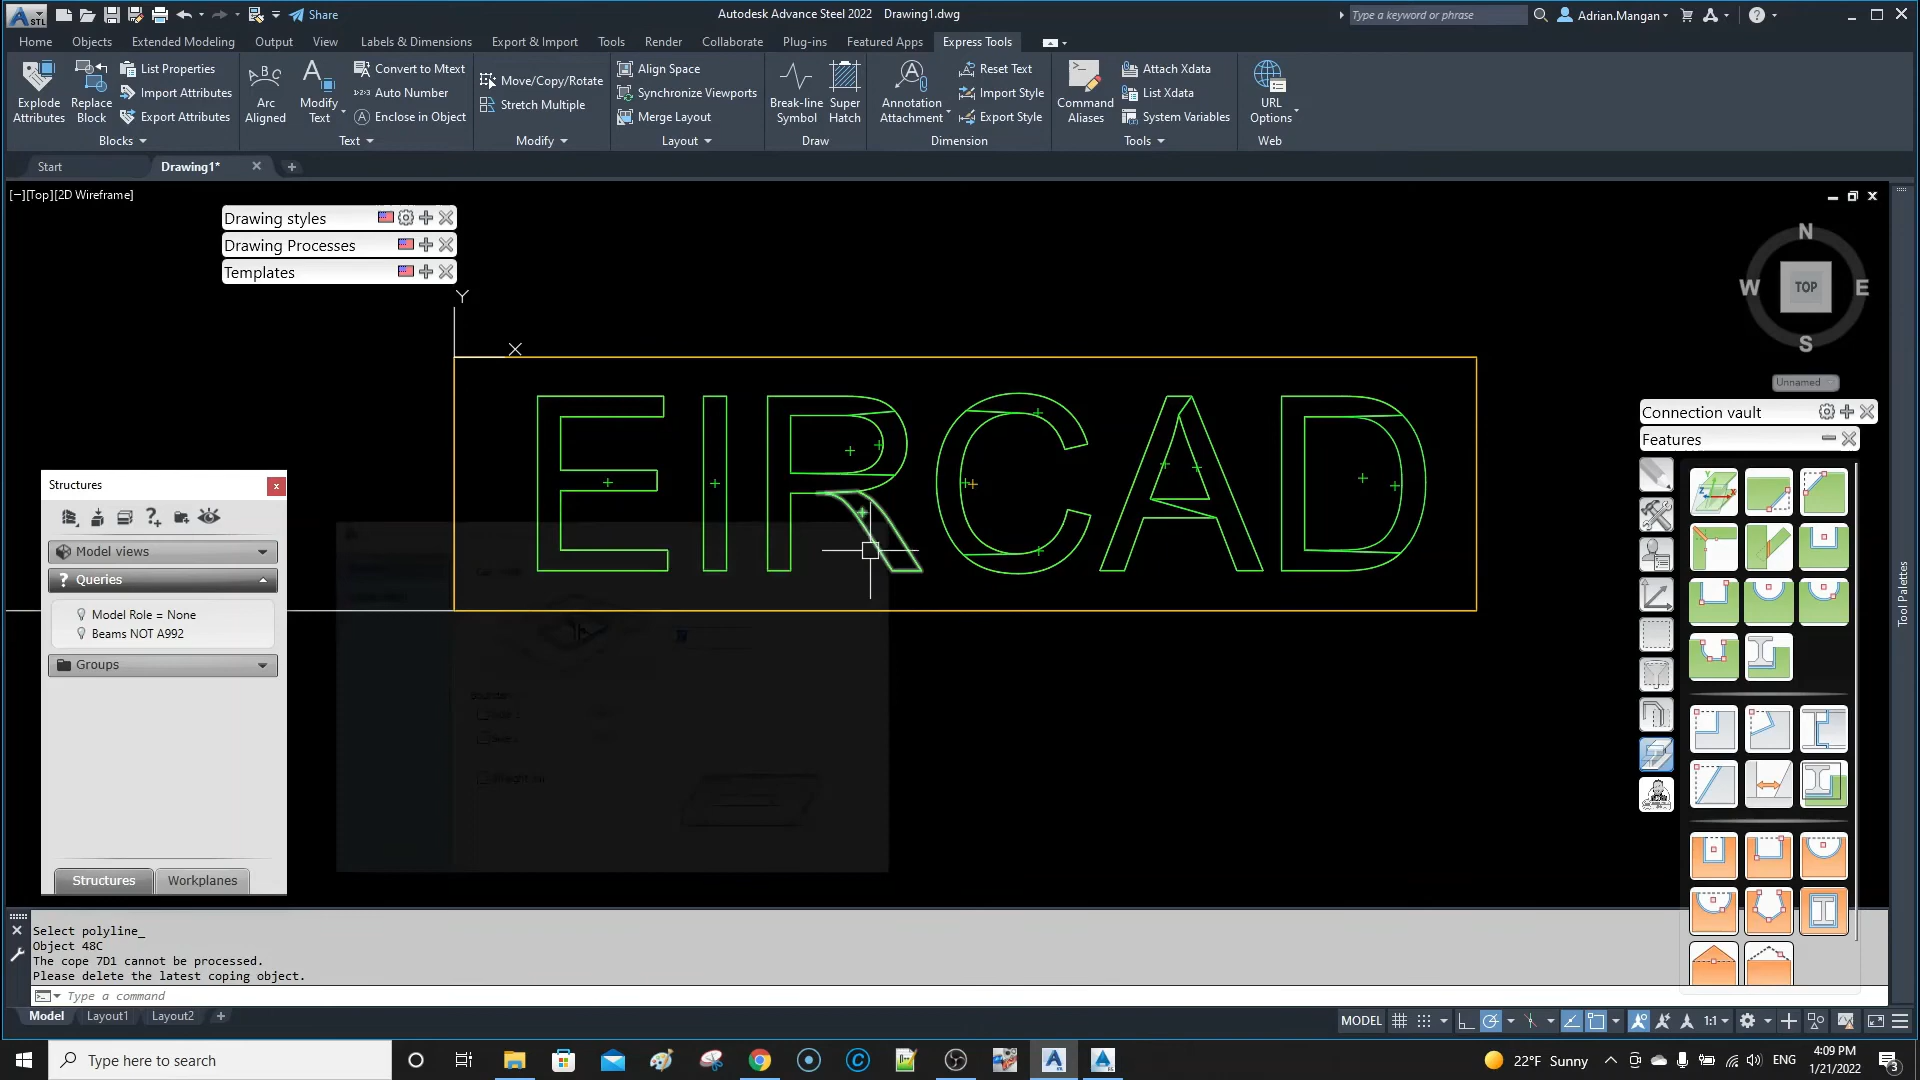 STL
Share
Autodesk Advance Steel 2022 Drawing1.dwg
Type a keyword or phrase
Adrian.Mangan
Home Objects Extended Modeling Output View Labels & Dimensions Export & Import Tools Render Collaborate Plug-ins Featured Apps Express Tools
Explode Attributes
Replace Block
List Properties
Import Attributes
Export Attributes
Blocks
Arc Aligned
Modify Text
Convert to Mtext
Auto Number
Enclose in Object
Text
Move/Copy/Rotate
Stretch Multiple
Modify
Align Space
Synchronize Viewports
Merge Layout
Layout
Break-line Symbol
Super Hatch
Draw
Annotation Attachment
Reset Text
Import Style
Export Style
Dimension
Command Aliases
Attach Xdata
List Xdata
System Variables
Tools
URL Options
Web
Start
Drawing1*
[−][Top][2D Wireframe]
Drawing styles
Drawing Processes
Templates
Y
X
EIRCAD
N
W TOP E
S
Unnamed
Connection vault
Features
Tool Palettes
Structures
Model views
? Queries
Model Role = None
Beams NOT A992
Groups
Structures Workplanes
Select polyline_
Object 48C
The cope 7D1 cannot be processed.
Please delete the latest coping object.
Type a command
Model Layout1 Layout2 +
MODEL
1:1
Type here to search
22°F Sunny
ENG
4:09 PM
1/21/2022
3